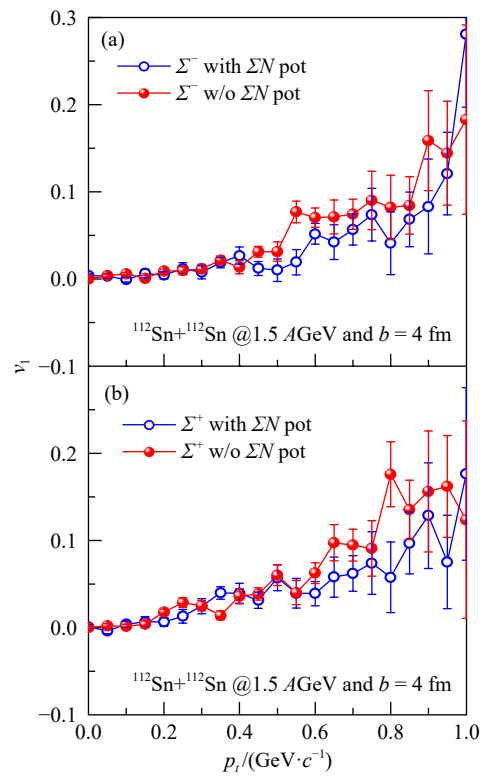 0.3
(a)
Σ⁻ with ΣN pot
Σ⁻ w/o ΣN pot
0.2
0.1
0.0
¹¹²Sn+¹¹²Sn @1.5 AGeV and b = 4 fm
−0.1
v₁
(b)
Σ⁺ with ΣN pot
Σ⁺ w/o ΣN pot
0.2
0.1
0.0
¹¹²Sn+¹¹²Sn @1.5 AGeV and b = 4 fm
−0.1
0.0 0.2 0.4 0.6 0.8 1.0
pₜ/(GeV·c⁻¹)